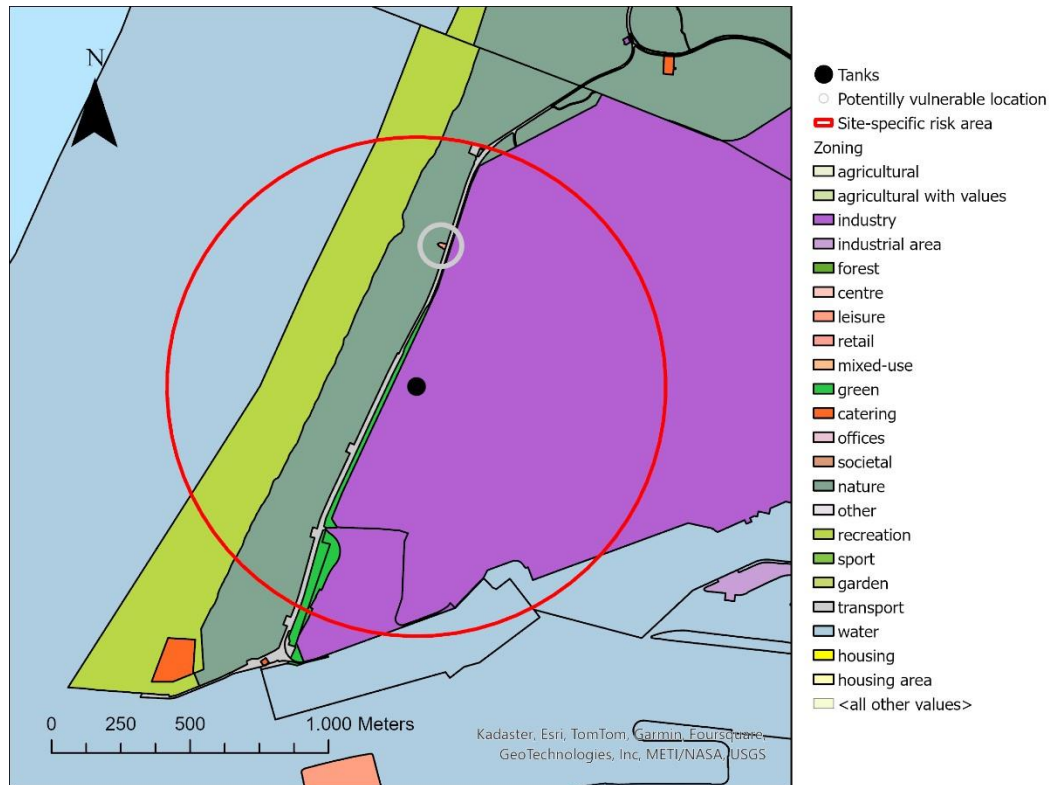 N
0 250 500 1.000 Meters
Kadaster, Esri, TomTom, Garmin, Foursquare,
GeoTechnologies, Inc, METI/NASA, USGS
Tanks
Potentilly vulnerable location
Site-specific risk area
Zoning
agricultural
agricultural with values
industry
industrial area
forest
centre
leisure
retail
mixed-use
green
catering
offices
societal
nature
other
recreation
sport
garden
transport
water
housing
housing area
<all other values>